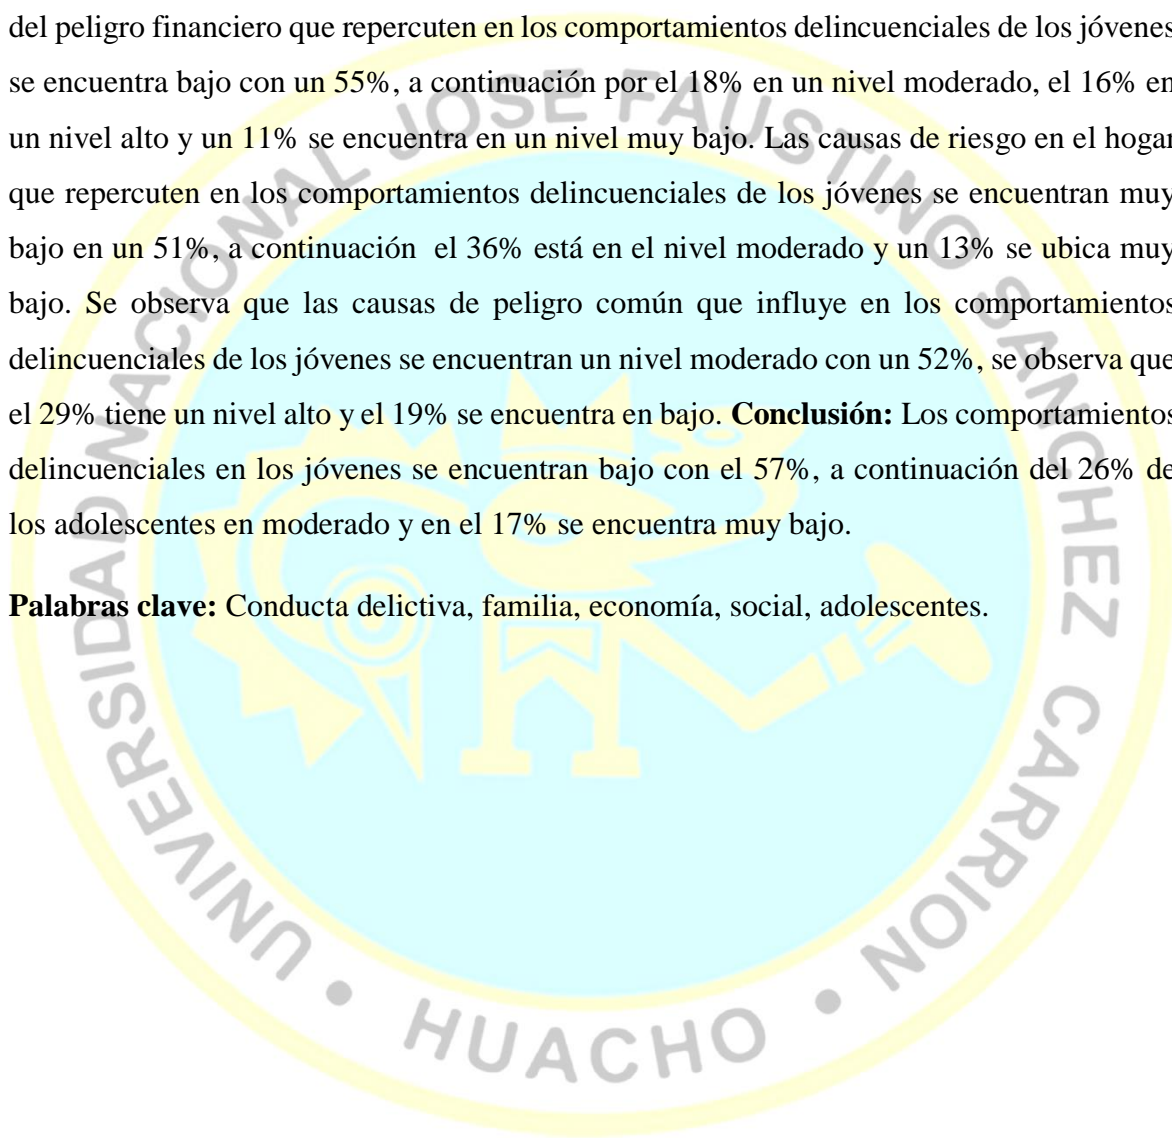 del peligro financiero que repercuten en los comportamientos delincuenciales de los jóvenes
se encuentra bajo con un 55%, a continuación por el 18% en un nivel moderado, el 16% en
un nivel alto y un 11% se encuentra en un nivel muy bajo. Las causas de riesgo en el hogar
que repercuten en los comportamientos delincuenciales de los jóvenes se encuentran muy
bajo en un 51%, a continuación el 36% está en el nivel moderado y un 13% se ubica muy
bajo. Se observa que las causas de peligro común que influye en los comportamientos
delincuenciales de los jóvenes se encuentran un nivel moderado con un 52%, se observa que
el 29% tiene un nivel alto y el 19% se encuentra en bajo. Conclusión: Los comportamientos
delincuenciales en los jóvenes se encuentran bajo con el 57%, a continuación del 26% de
los adolescentes en moderado y en el 17% se encuentra muy bajo.
Palabras clave: Conducta delictiva, familia, economía, social, adolescentes.
UNIVERSIDAD NACIONAL JOSE FAUSTINO SANCHEZ CARRION • HUACHO •